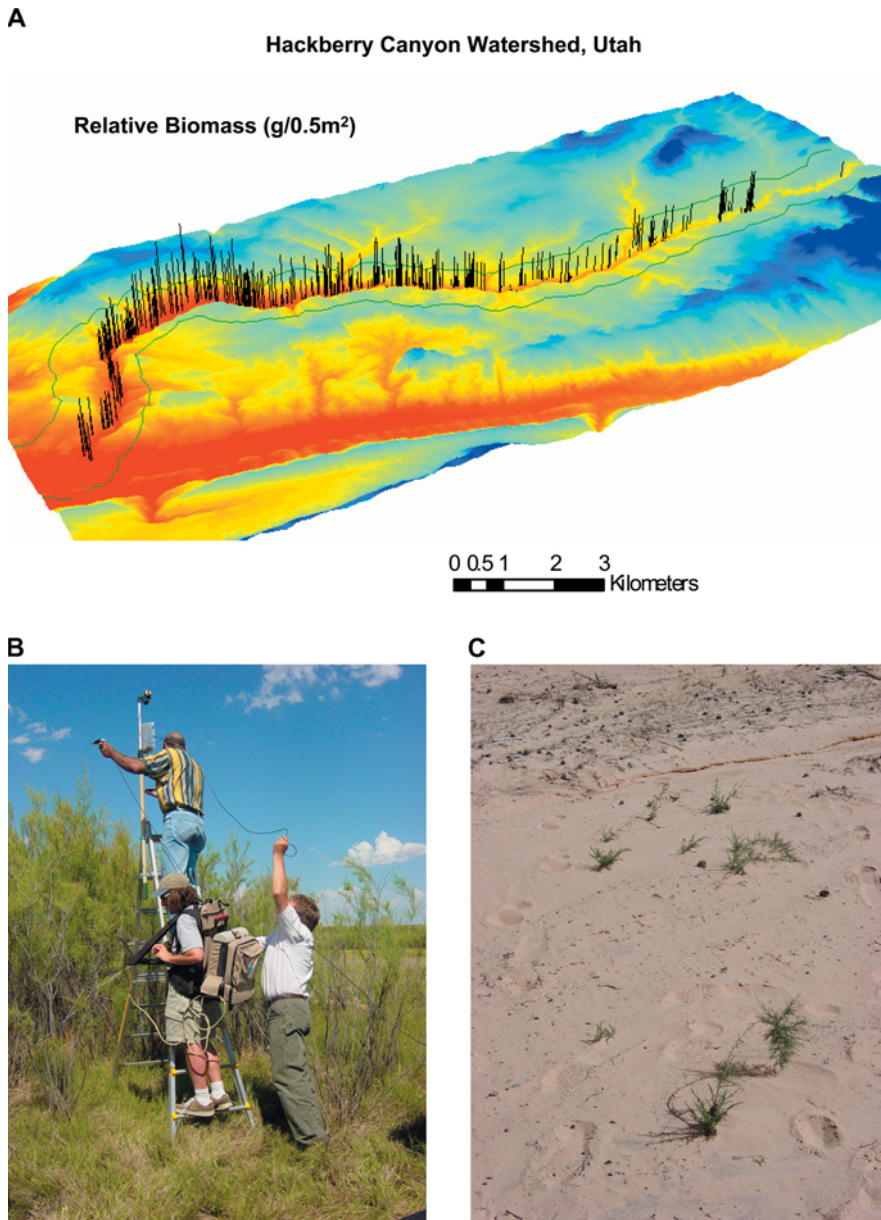 A
Hackberry Canyon Watershed, Utah
Relative Biomass (g/0.5m²)
0 0.5 1 2 3
Kilometers
B
C